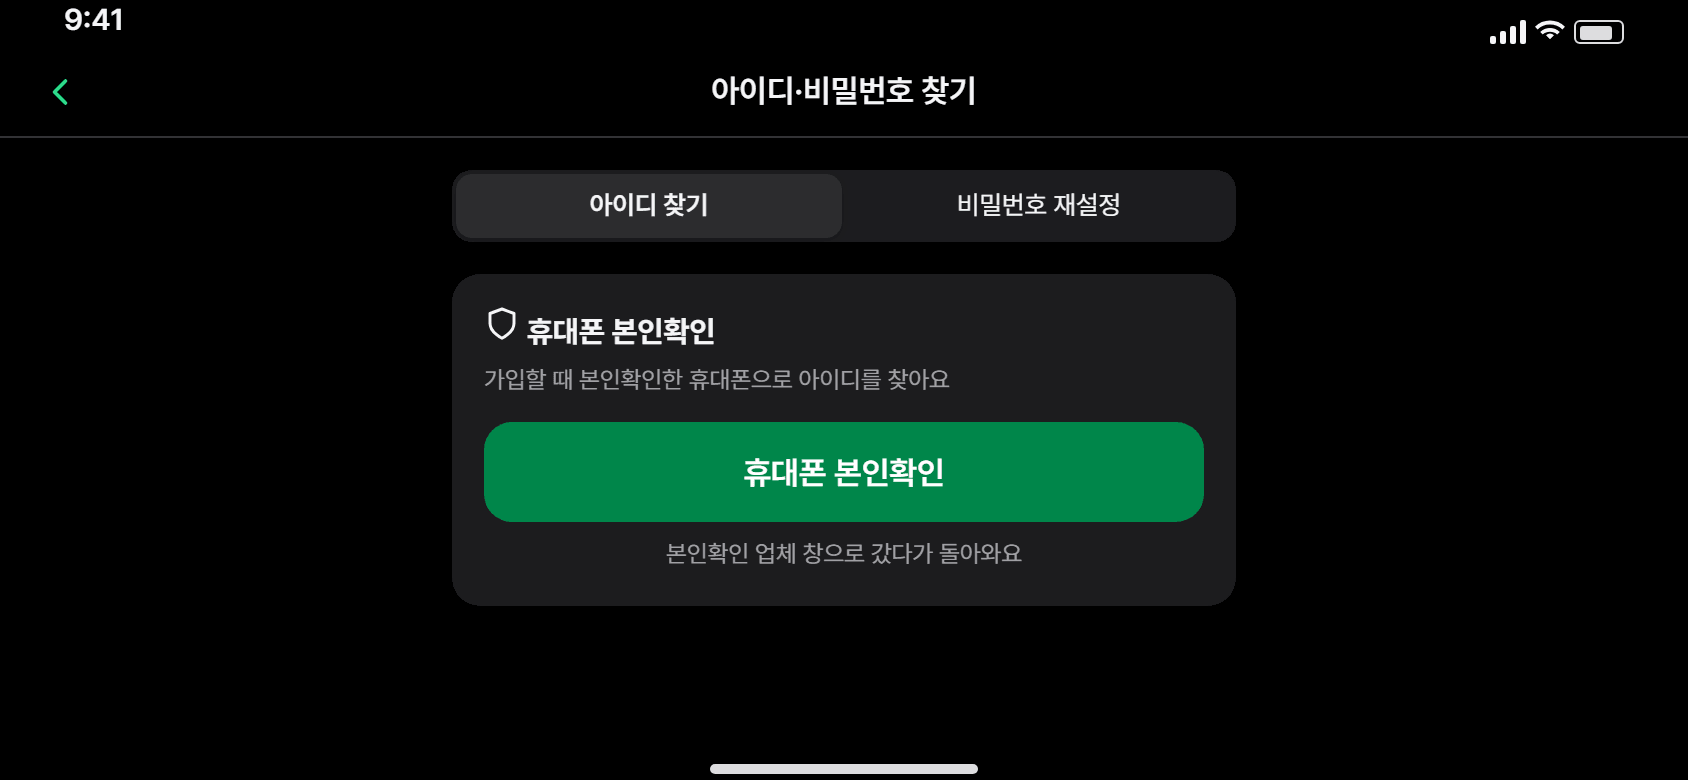 9:41
아이디·비밀번호 찾기
아이디 찾기
비밀번호 재설정
휴대폰 본인확인
가입할 때 본인확인한 휴대폰으로 아이디를 찾아요
휴대폰 본인확인
본인확인 업체 창으로 갔다가 돌아와요